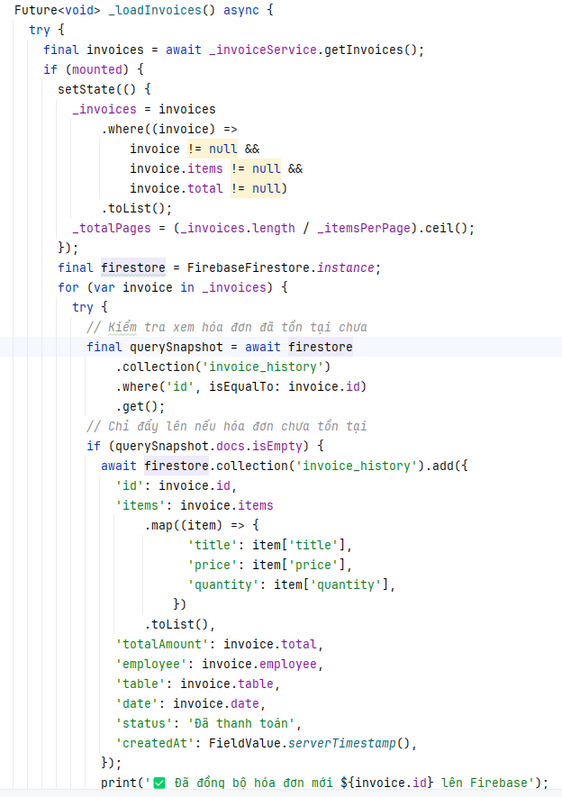 Future<void> _loadInvoices() async {
try {
final invoices = await _invoiceService.getInvoices();
if (mounted) {
setState(() {
_invoices = invoices
.where((invoice) =>
invoice != null &&
invoice.items != null &&
invoice.total != null)
.toList();
_totalPages = (_invoices.length / _itemsPerPage).ceil();
});
final firestore = FirebaseFirestore.instance;
for (var invoice in _invoices) {
try {
// Kiểm tra xem hóa đơn đã tồn tại chưa
final querySnapshot = await firestore
.collection('invoice_history')
.where('id', isEqualTo: invoice.id)
.get();
// Chỉ đẩy lên nếu hóa đơn chưa tồn tại
if (querySnapshot.docs.isEmpty) {
await firestore.collection('invoice_history').add({
'id': invoice.id,
'items': invoice.items
.map((item) => {
'title': item['title'],
'price': item['price'],
'quantity': item['quantity'],
})
.toList(),
'totalAmount': invoice.total,
'employee': invoice.employee,
'table': invoice.table,
'date': invoice.date,
'status': 'Đã thanh toán',
'createdAt': FieldValue.serverTimestamp(),
});
print('✅ Đã đồng bộ hóa đơn mới ${invoice.id} lên Firebase');